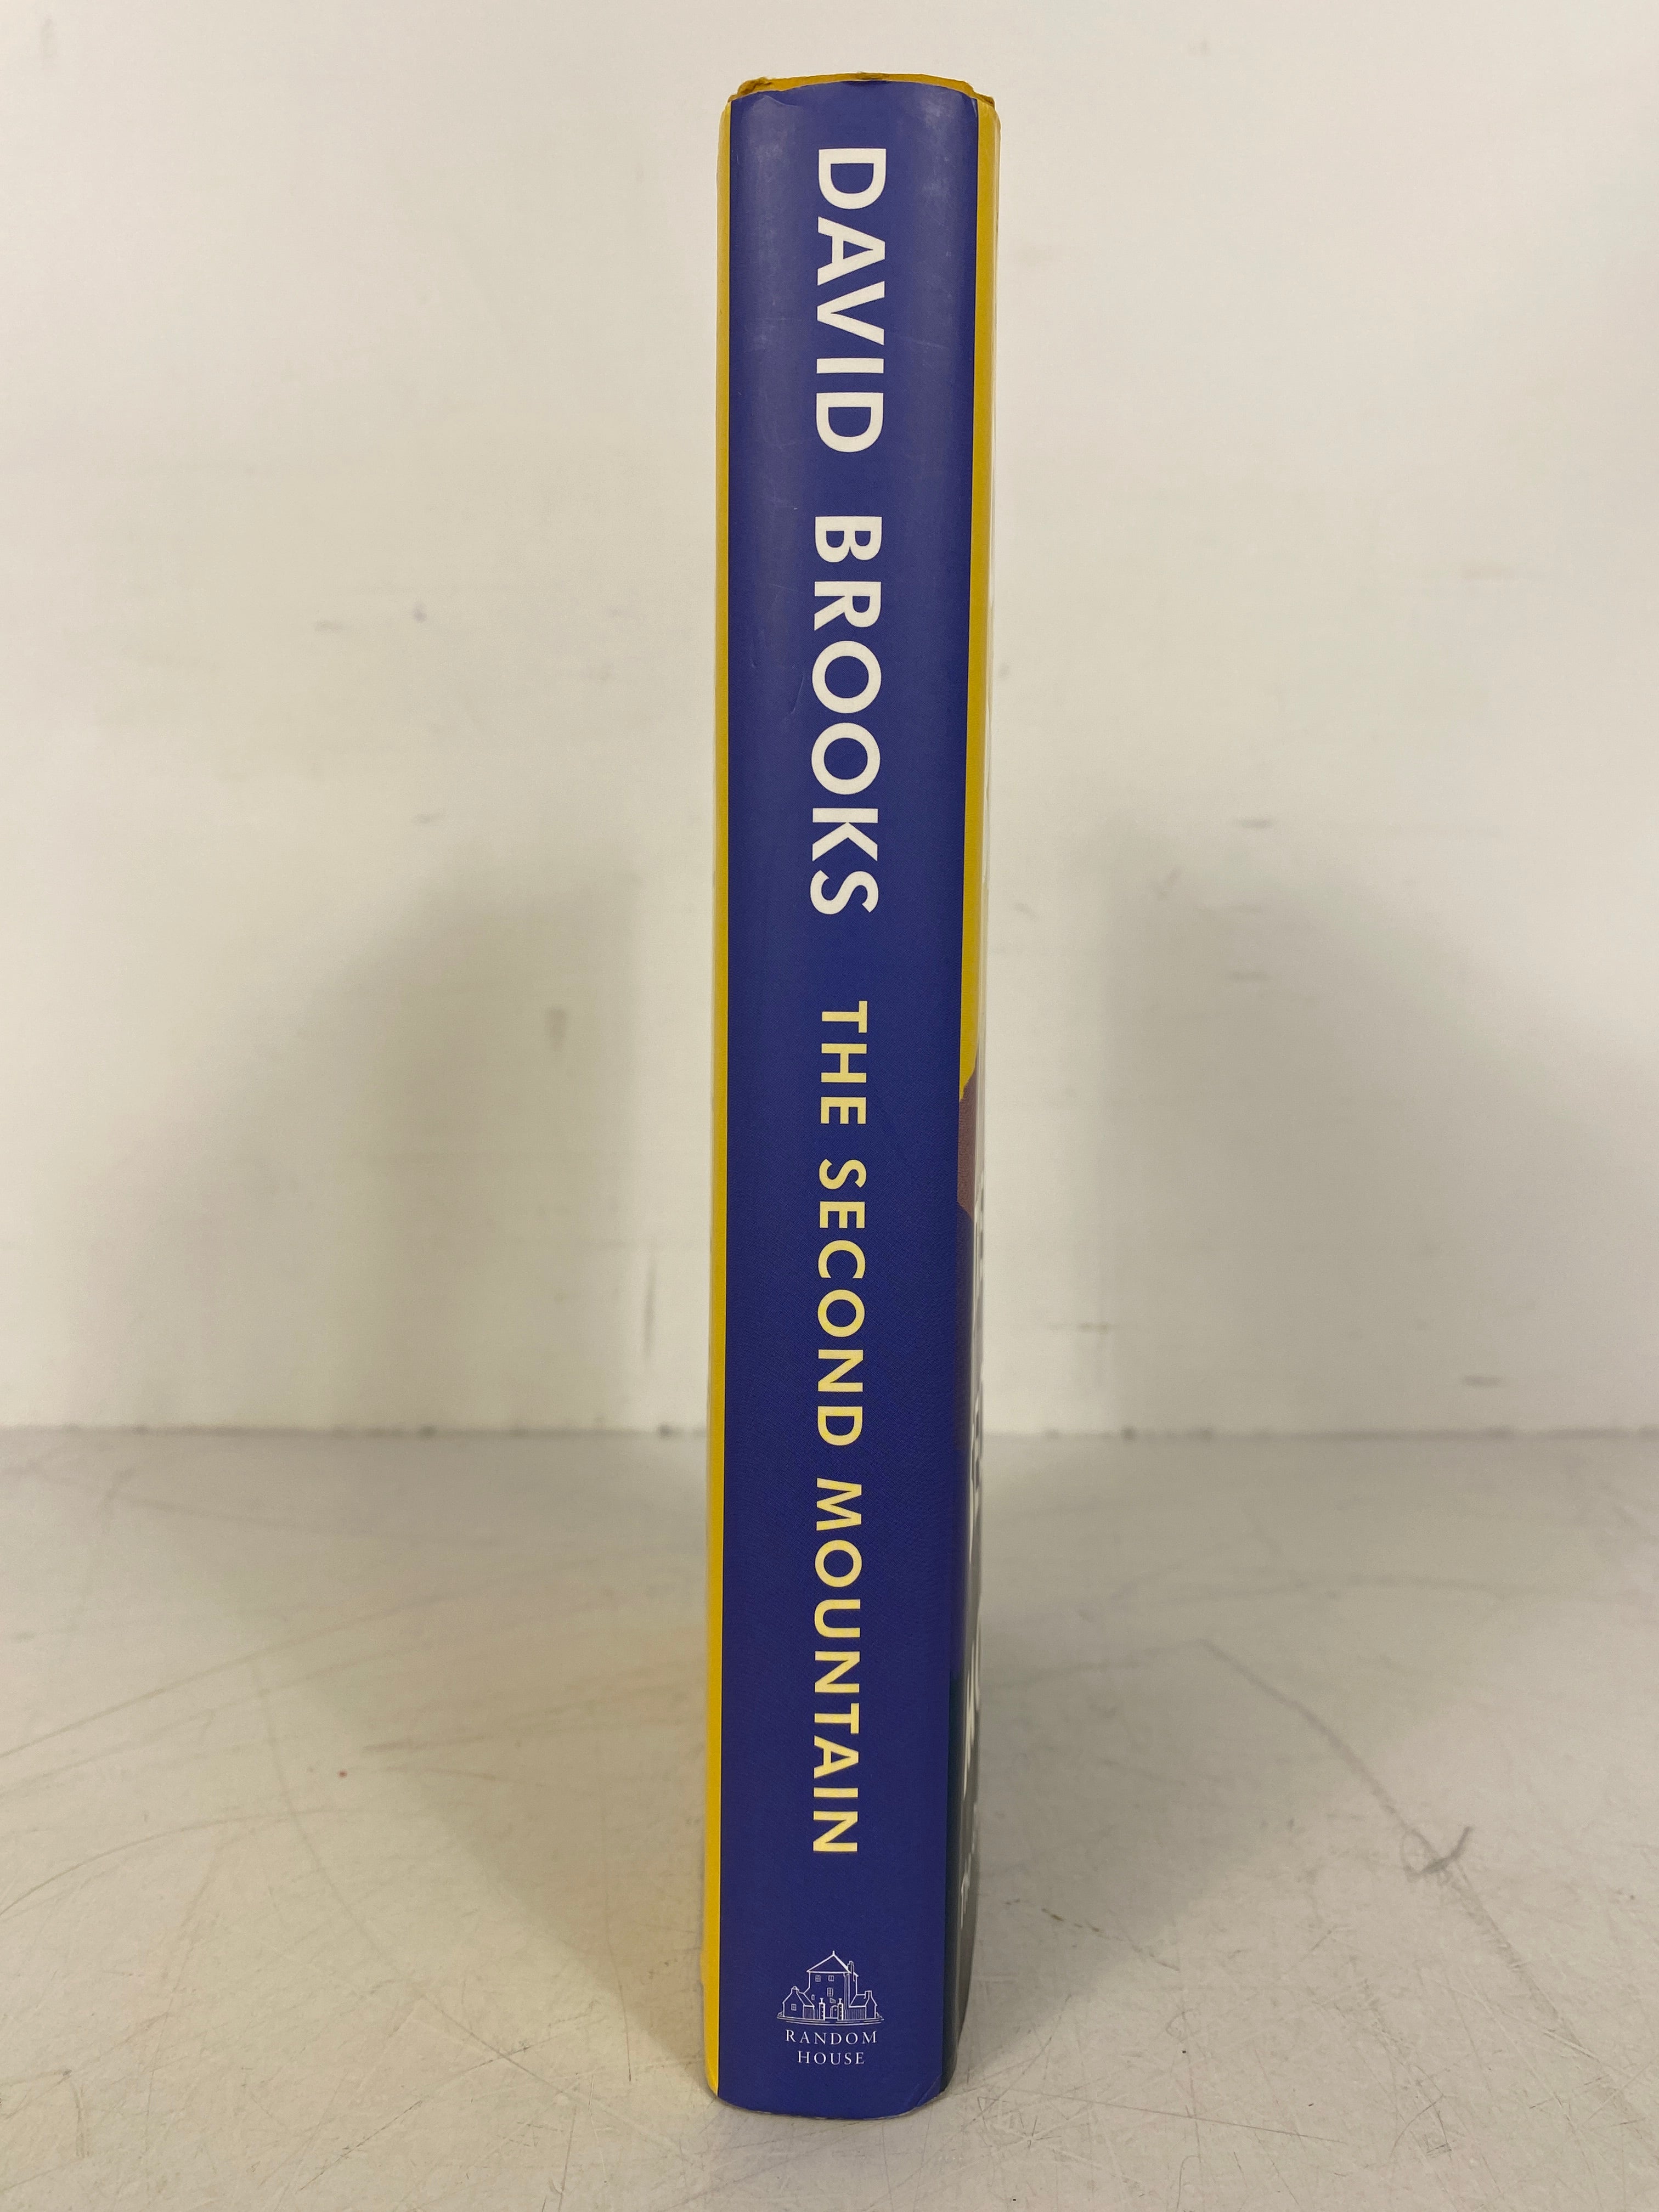 DAVID BROOKS
THE SECOND MOUNTAIN
RANDOM
HOUSE